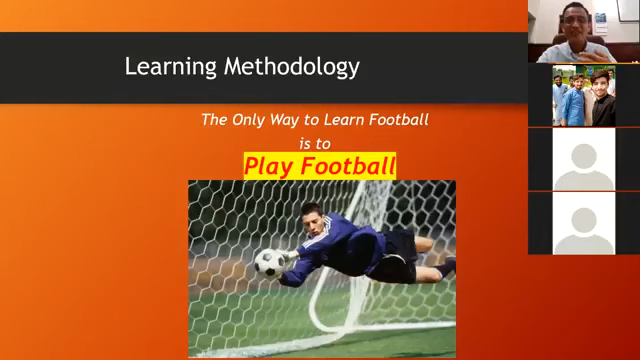 Learning Methodology
The Only Way to Learn Football
is to
Play Football